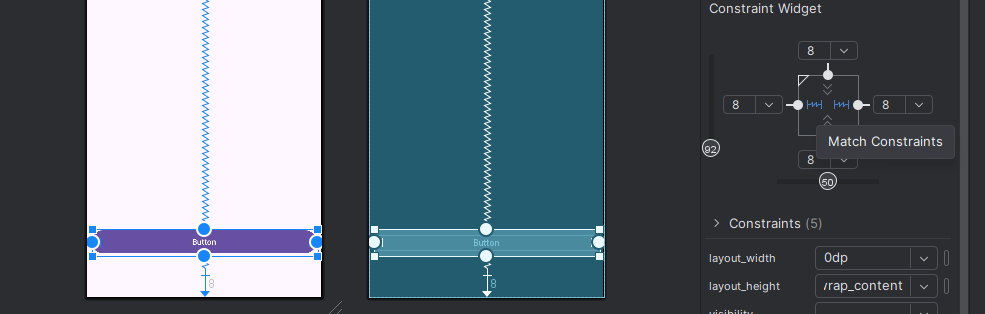 Constraint Widget
8
8
8
Match Constraints
92
8
50
Constraints (5)
Button
Button
layout_width
0dp
8
8
layout_height
rap_content